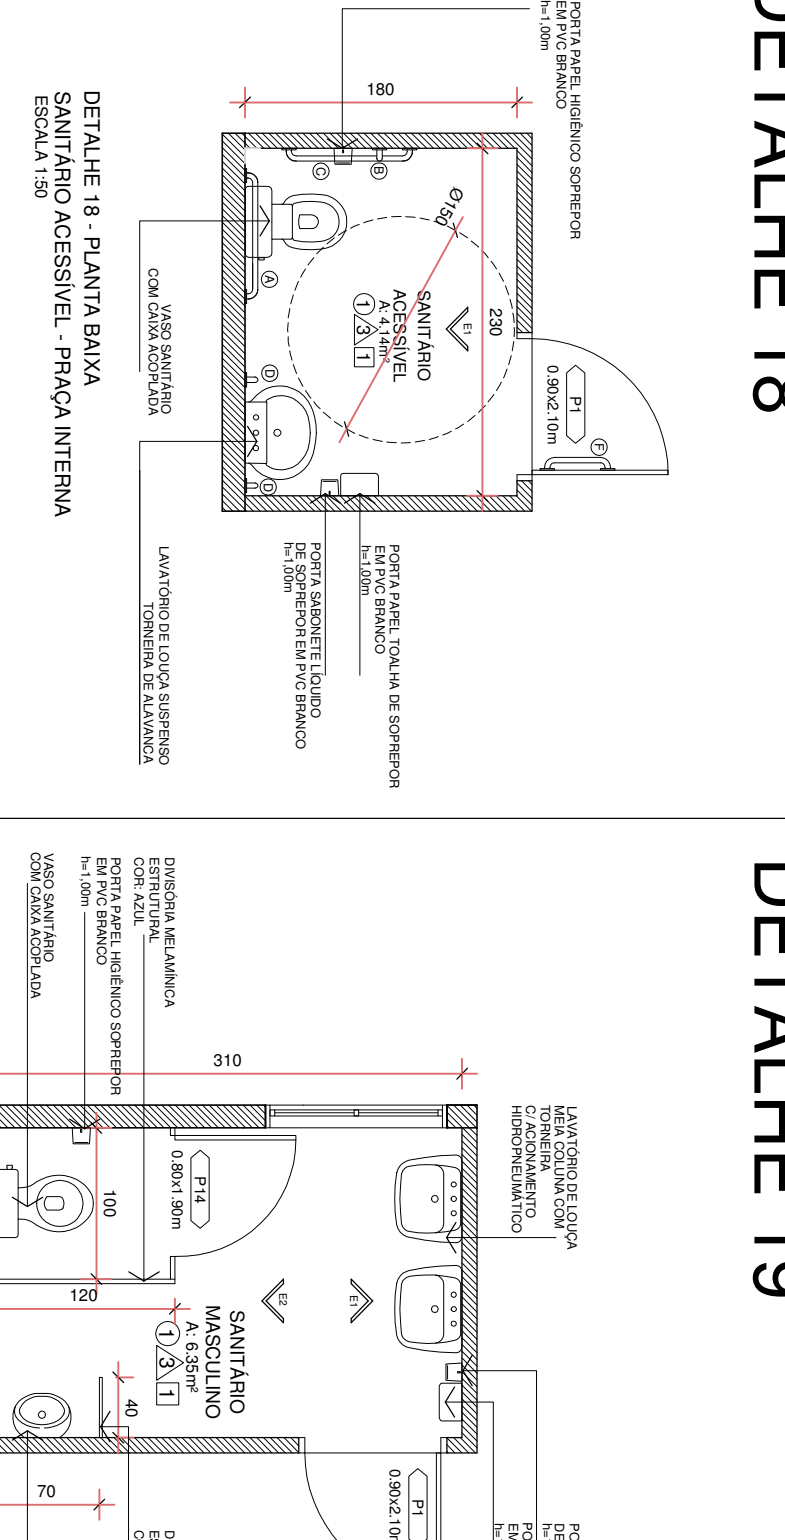 DETALHE 18
PORTA PAPEL HIGIÊNICO SOPREPOR
EM PVC BRANCO
h=1,00m
180
230
Ø150
B
C
A
D
D
F
E1
SANITÁRIO
ACESSÍVEL
A: 4.14m²
1 3 1
P1
0.90x2.10m
VASO SANITÁRIO
COM CAIXA ACOPLADA
LAVATÓRIO DE LOUÇA SUSPENSO
TORNEIRA DE ALAVANCA
PORTA PAPEL TOALHA DE SOPREPOR
EM PVC BRANCO
h=1,00m
PORTA SABONETE LÍQUIDO
DE SOPREPOR EM PVC BRANCO
h=1,00m
DETALHE 18 - PLANTA BAIXA
SANITÁRIO ACESSÍVEL - PRAÇA INTERNA
ESCALA 1:50
DETALHE 19
LAVATÓRIO DE LOUÇA
MEIA COLUNA COM
TORNEIRA
C/ ACIONAMENTO
HIDROPNEUMÁTICO
310
DIVISÓRIA MELAMÍNICA
ESTRUTURAL
COR: AZUL
PORTA PAPEL HIGIÊNICO SOPREPOR
EM PVC BRANCO
h=1,00m
VASO SANITÁRIO
COM CAIXA ACOPLADA
P14
0.80x1.90m
100
120
E1
E2
SANITÁRIO
MASCULINO
A: 6.35m²
1 3 1
40
70
P1
0.90x2.10m